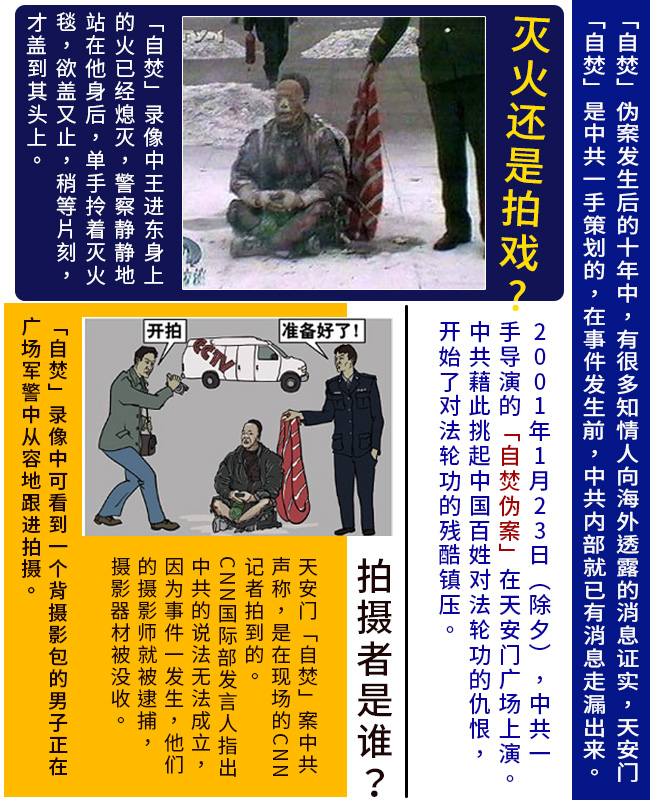 「自焚」伪案发生后的十年中，有很多知情人向海外透露的消息证实，天安门
「自焚」是中共一手策划的，在事件发生前，中共内部就已有消息走漏出来。
灭火还是拍戏？
「自焚」录像中王进东身上
的火已经熄灭，警察静静地
站在他身后，单手拎着灭火
毯，欲盖又止，稍等片刻，
才盖到其头上。
2001年1月23日（除夕），中共一
手导演的「自焚伪案」在天安门广场上演。
中共藉此挑起中国百姓对法轮功的仇恨，
开始了对法轮功的残酷镇压。
开拍
准备好了！
CCTV
拍摄者是谁？
天安门「自焚」案中共
声称，是在现场的CNN
记者拍到的。
CNN国际部发言人指出
中共的说法无法成立，
因为事件一发生，他们
的摄影师就被逮捕，
摄影器材被没收。
「自焚」录像中可看到一个背摄影包的男子正在
广场军警中从容地跟进拍摄。